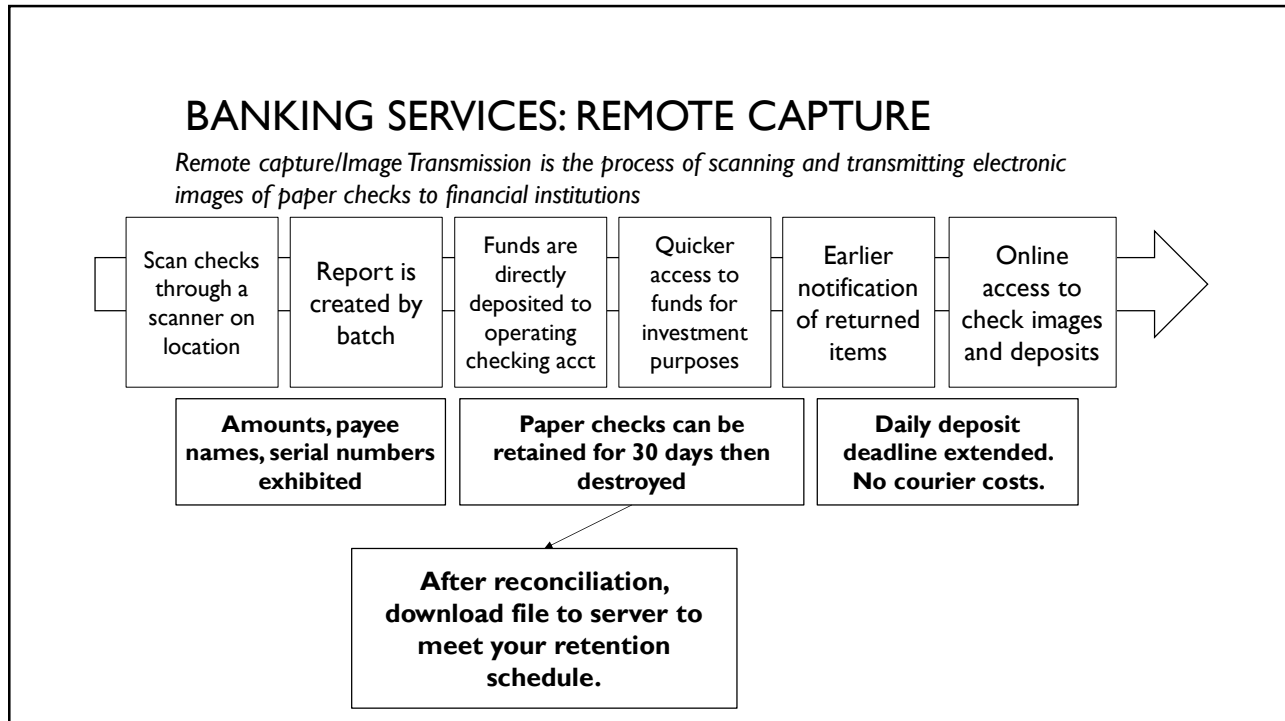 BANKING SERVICES: REMOTE CAPTURE
Remote capture/Image Transmission is the process of scanning and transmitting electronic
images of paper checks to financial institutions
Scan checks
through a
scanner on
location
Report is
created by
batch
Funds are
directly
deposited to
operating
checking acct
Quicker
access to
funds for
investment
purposes
Earlier
notification
of returned
items
Online
access to
check images
and deposits
Amounts, payee
names, serial numbers
exhibited
Paper checks can be
retained for 30 days then
destroyed
Daily deposit
deadline extended.
No courier costs.
After reconciliation,
download file to server to
meet your retention
schedule.